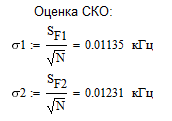 Оценка СКО:
σ1 := S_F1 / √N = 0.01135 кГц
σ2 := S_F2 / √N = 0.01231 кГц